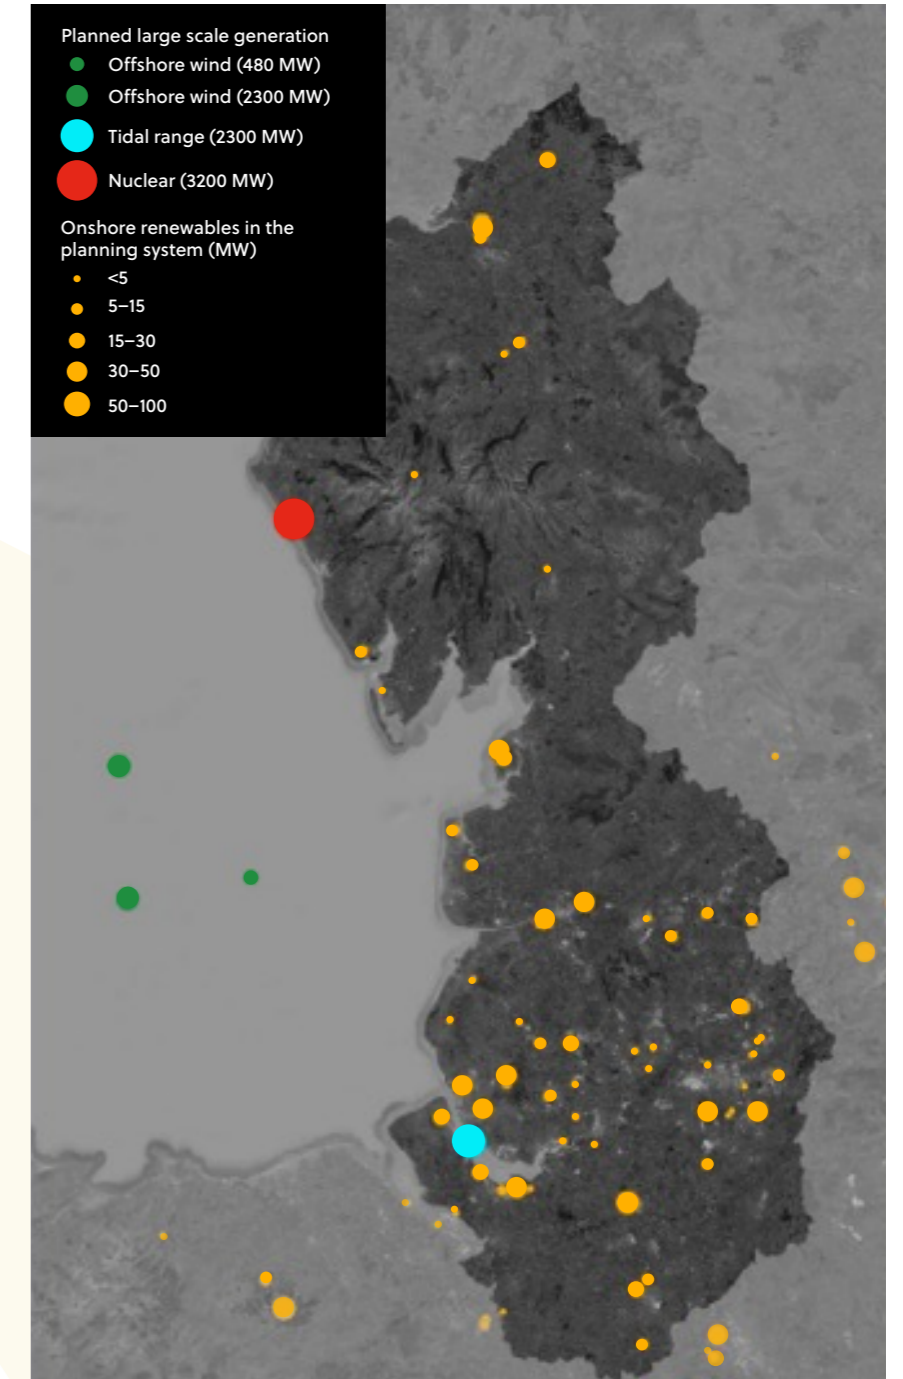 Planned large scale generation
Offshore wind (480 MW)
Offshore wind (2300 MW)
Tidal range (2300 MW)
Nuclear (3200 MW)
Onshore renewables in the
planning system (MW)
<5
5–15
15–30
30–50
50–100